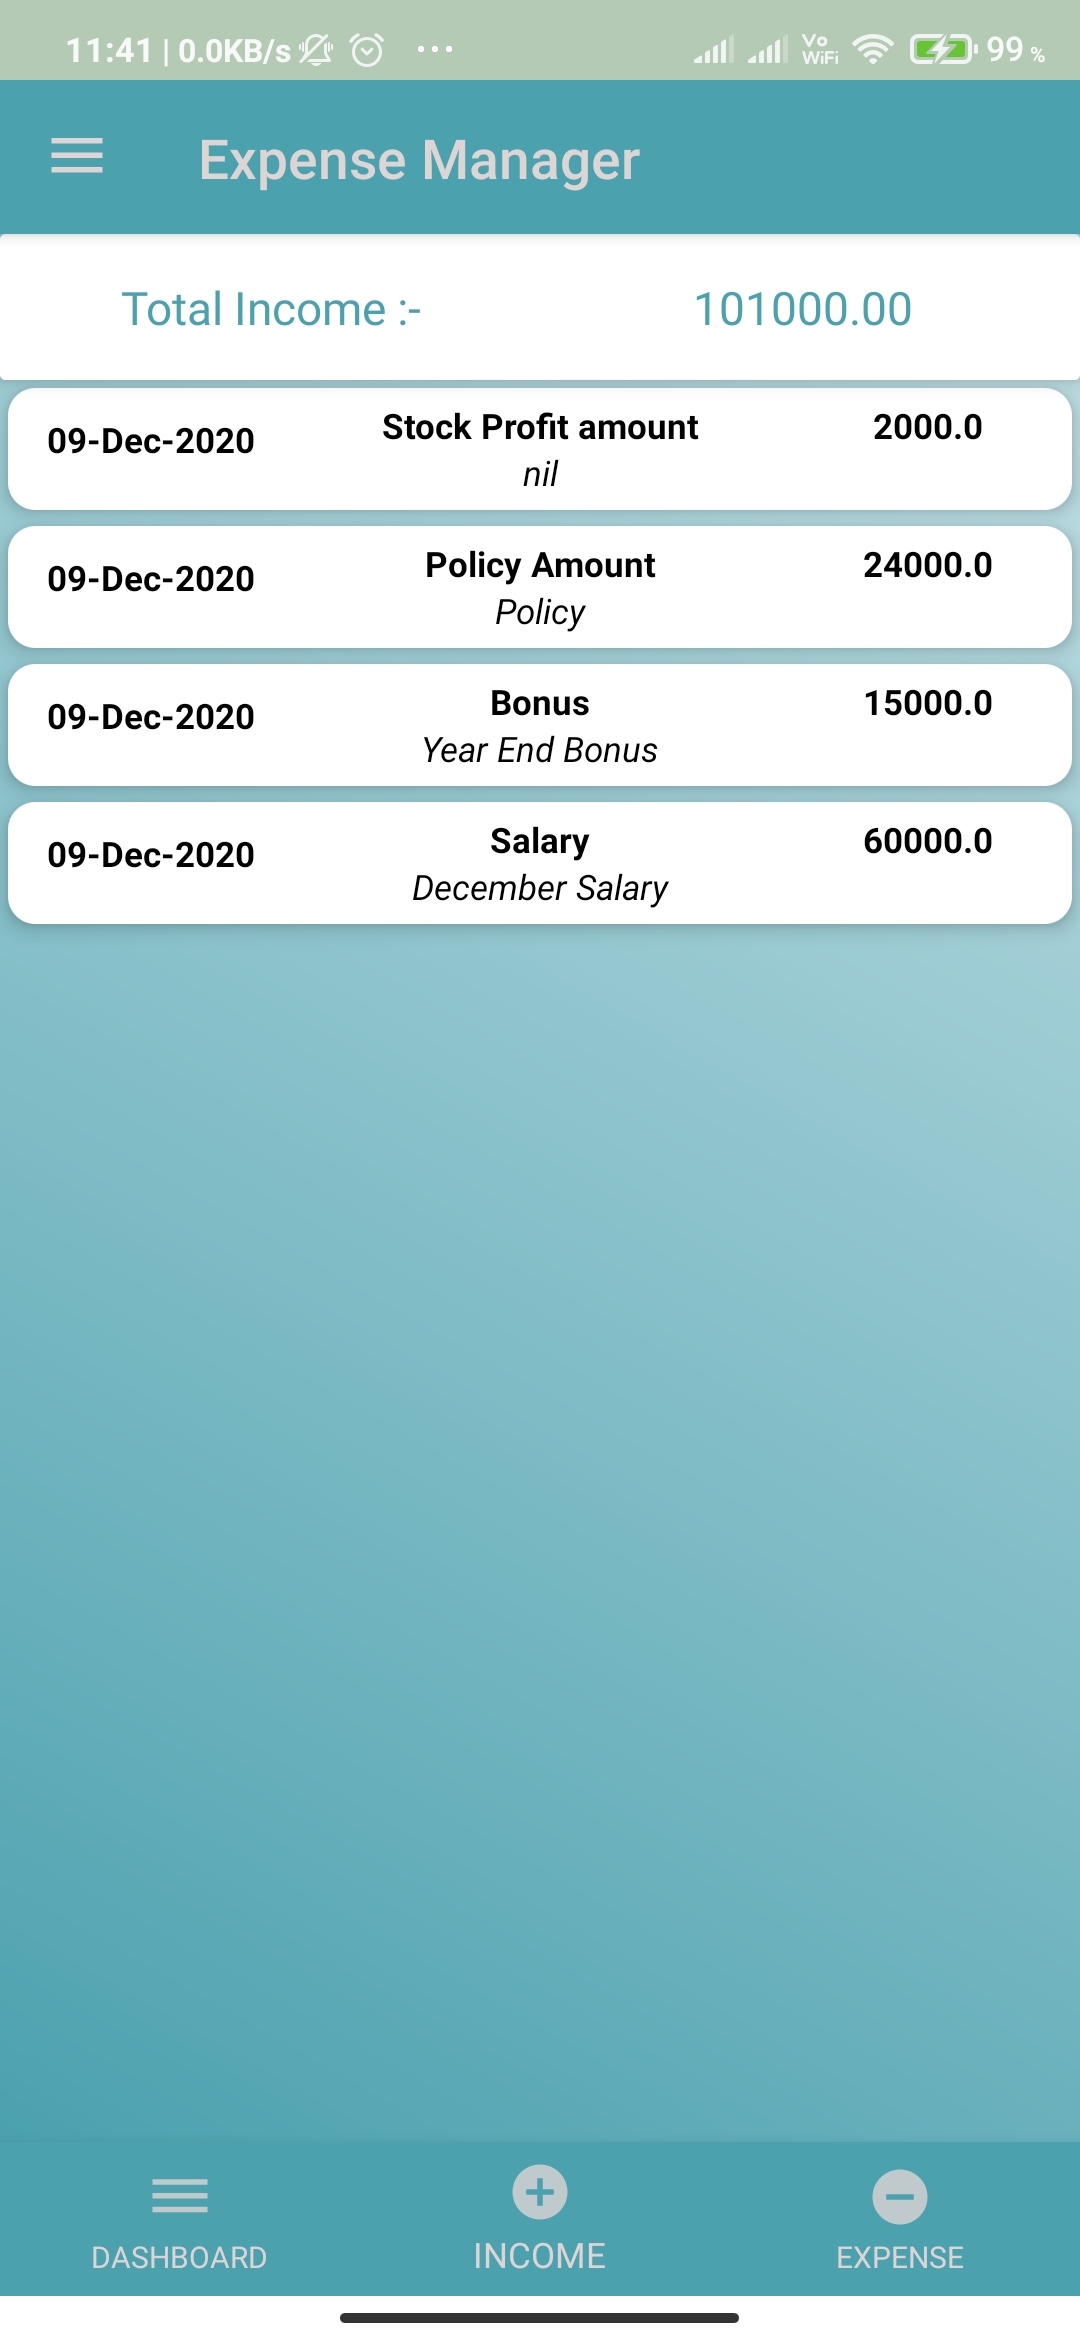 11:41 | 0.0KB/s ... Vo WiFi 99 %
Expense Manager
Total Income :- 101000.00
09-Dec-2020 Stock Profit amount 2000.0
nil
09-Dec-2020 Policy Amount 24000.0
Policy
09-Dec-2020 Bonus 15000.0
Year End Bonus
09-Dec-2020 Salary 60000.0
December Salary
DASHBOARD INCOME EXPENSE